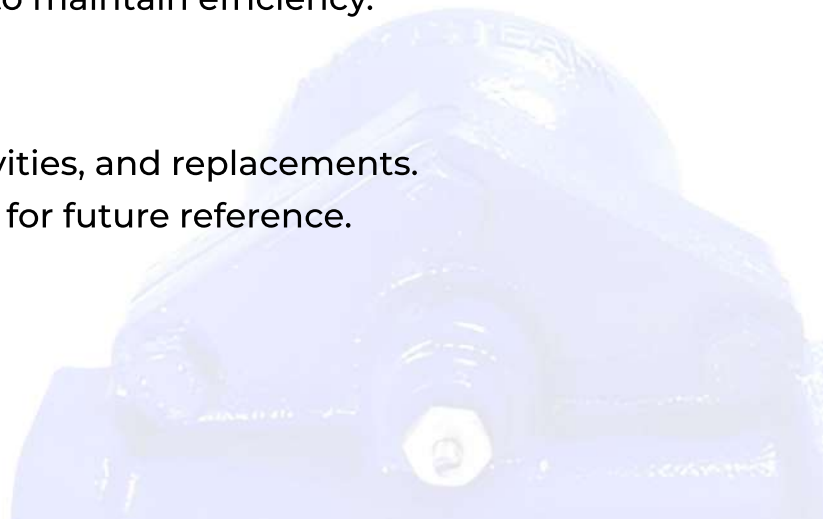 to maintain efficiency.
vities, and replacements.
for future reference.